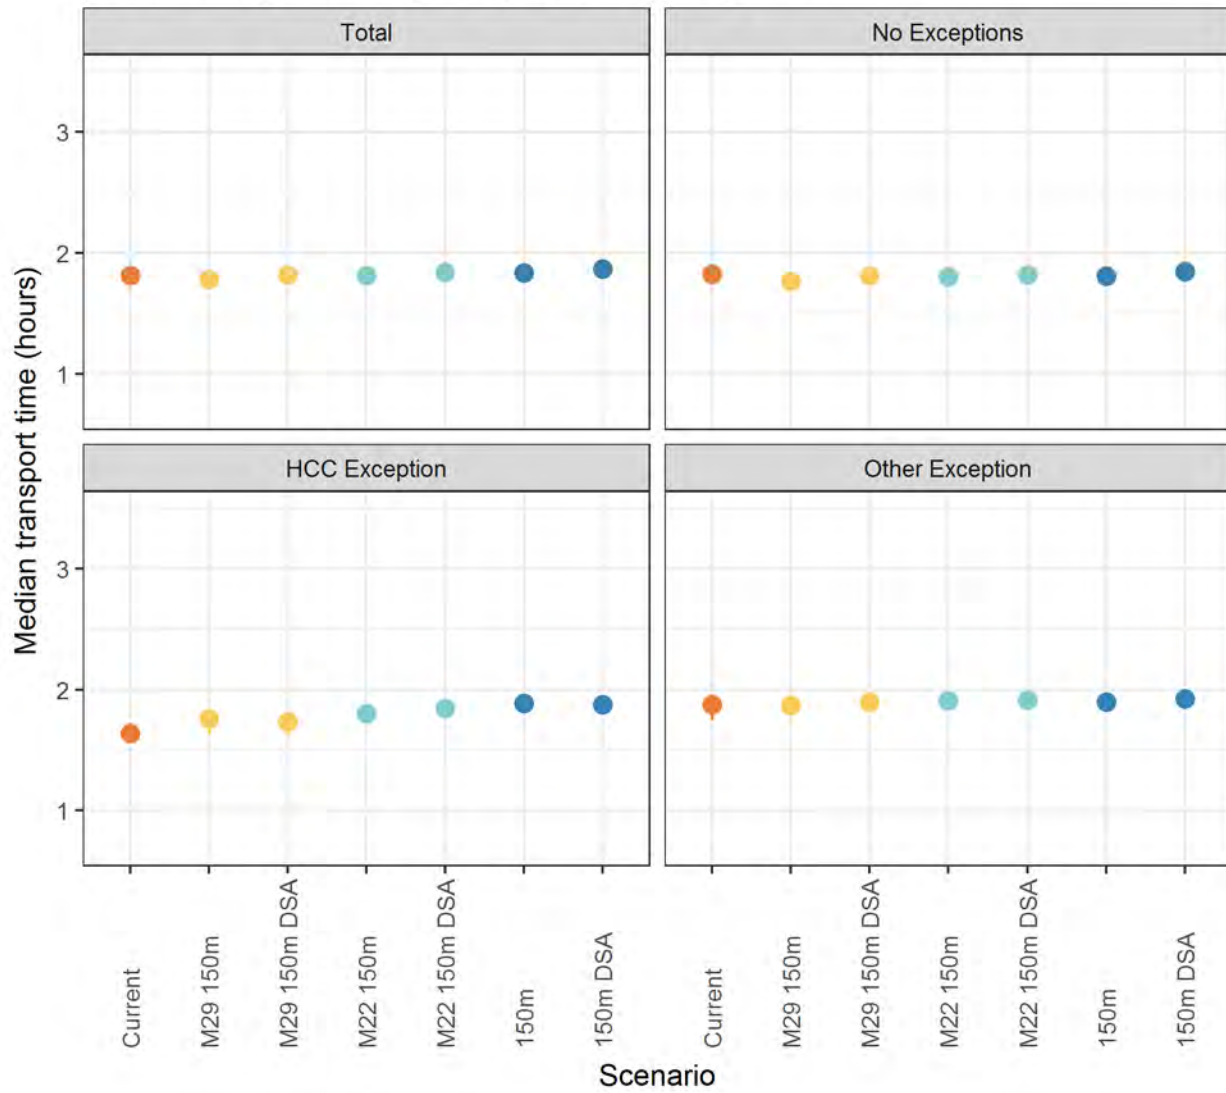 Total
No Exceptions
3
2
1
HCC Exception
Other Exception
3
2
1
Median transport time (hours)
Current
M29 150m
M29 150m DSA
M22 150m
M22 150m DSA
150m
150m DSA
Current
M29 150m
M29 150m DSA
M22 150m
M22 150m DSA
150m
150m DSA
Scenario